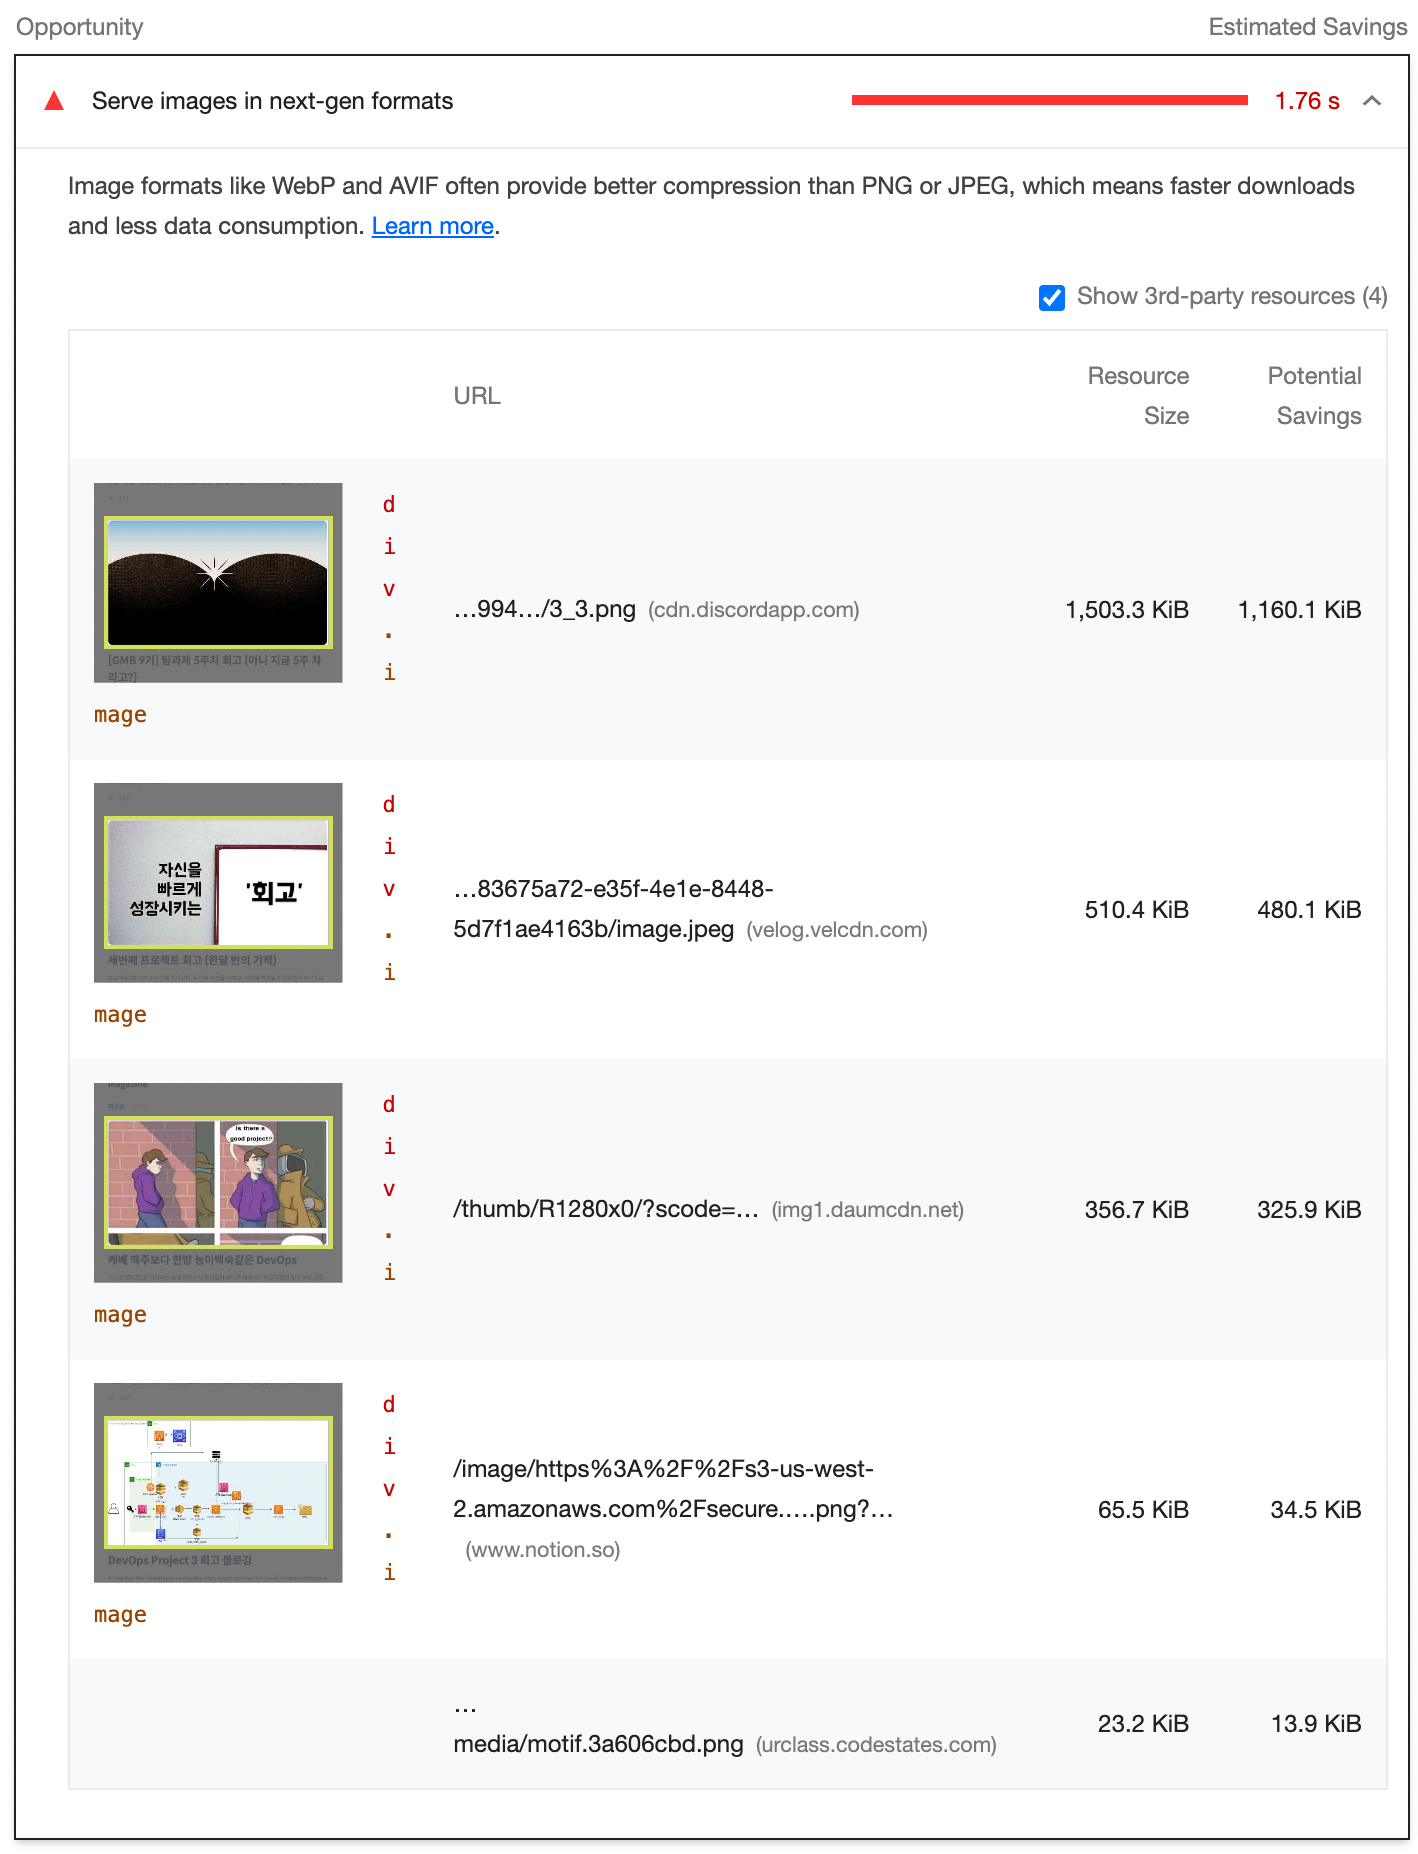 Opportunity
Estimated Savings
Serve images in next-gen formats
1.76 s
Image formats like WebP and AVIF often provide better compression than PNG or JPEG, which means faster downloads
and less data consumption. Learn more.
Show 3rd-party resources (4)
URL
Resource
Size
Potential
Savings
[GMB 9기] 팀과제 5주차 회고 (아니 지금 5주 차
라고?)
d
i
v
.
i
mage
…994…/3_3.png (cdn.discordapp.com)
1,503.3 KiB
1,160.1 KiB
자신을
빠르게
성장시키는
'회고'
세번째 프로젝트 회고 (한달 반의 기적)
d
i
v
.
i
mage
…83675a72-e35f-4e1e-8448-
5d7f1ae4163b/image.jpeg (velog.velcdn.com)
510.4 KiB
480.1 KiB
Magazine
Is there a
good project?
캐베 맥주보다 한방 능이백숙같은 DevOps
d
i
v
.
i
mage
/thumb/R1280x0/?scode=… (img1.daumcdn.net)
356.7 KiB
325.9 KiB
DevOps Project 3 회고 블로깅
d
i
v
.
i
mage
/image/https%3A%2F%2Fs3-us-west-
2.amazonaws.com%2Fsecure.….png?…
(www.notion.so)
65.5 KiB
34.5 KiB
…
media/motif.3a606cbd.png (urclass.codestates.com)
23.2 KiB
13.9 KiB